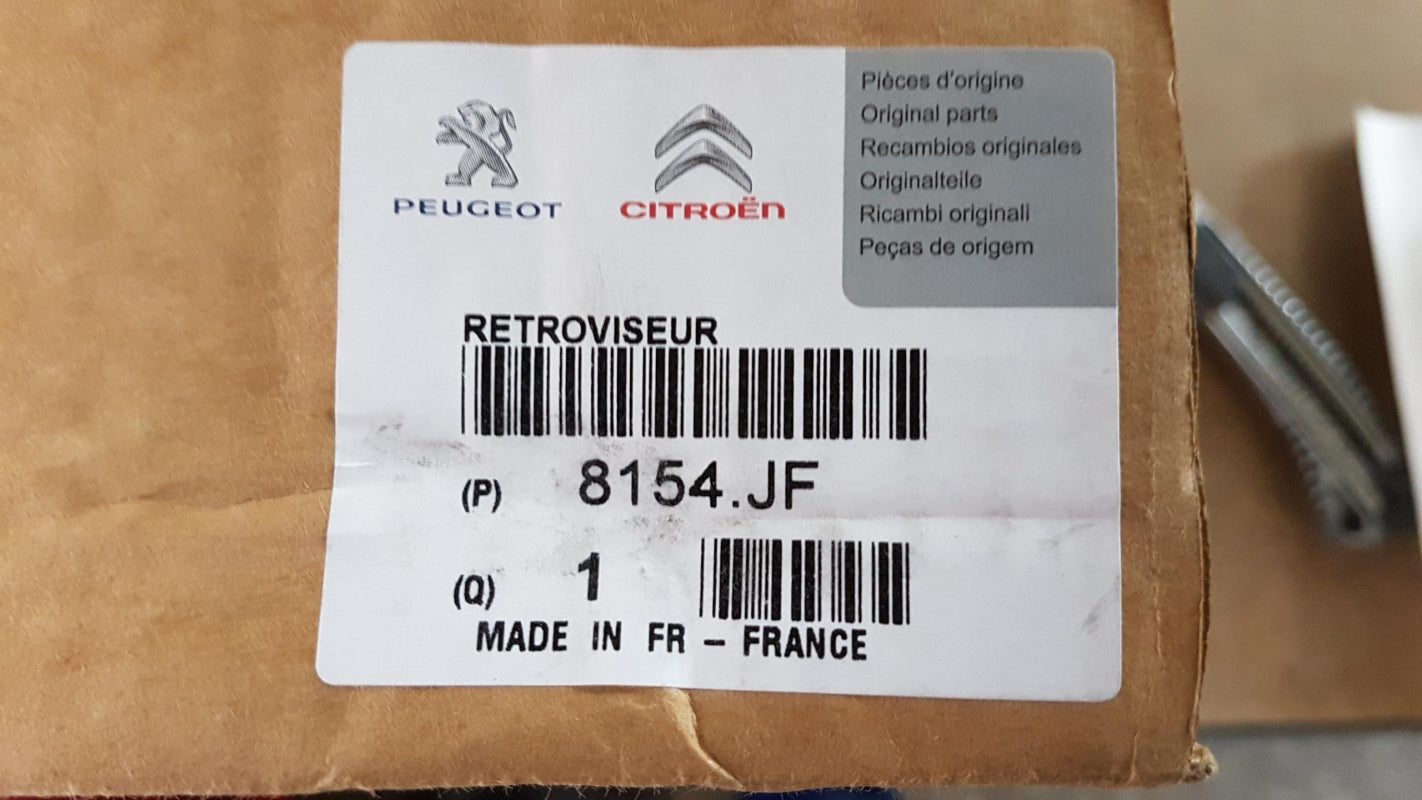 PEUGEOT
CITROËN
Pièces d'origine
Original parts
Recambios originales
Originalteile
Ricambi originali
Peças de origem
RETROVISEUR
(P) 8154.JF
(Q) 1
MADE IN FR – FRANCE